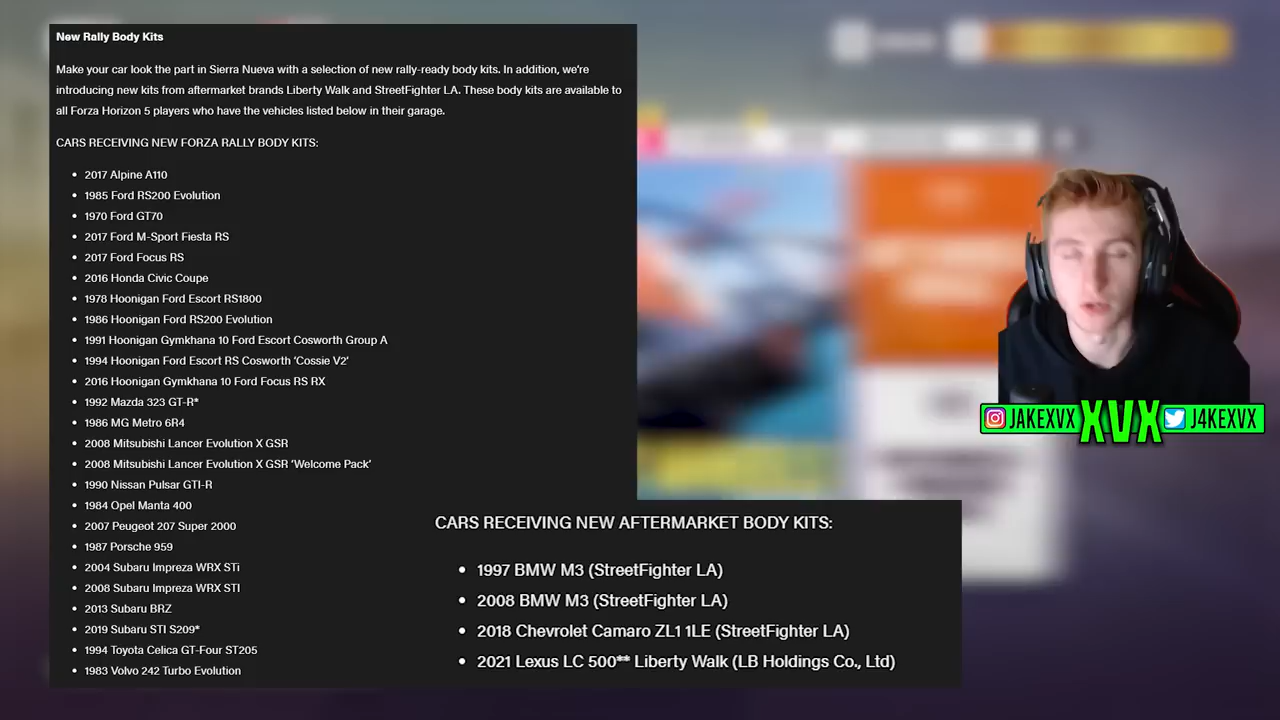 New Rally Body Kits
Make your car look the part in Sierra Nueva with a selection of new rally-ready body kits. In addition, we're
introducing new kits from aftermarket brands Liberty Walk and StreetFighter LA. These body kits are available to
all Forza Horizon 5 players who have the vehicles listed below in their garage.
CARS RECEIVING NEW FORZA RALLY BODY KITS:
• 2017 Alpine A110
• 1985 Ford RS200 Evolution
• 1970 Ford GT70
• 2017 Ford M-Sport Fiesta RS
• 2017 Ford Focus RS
• 2016 Honda Civic Coupe
• 1978 Hoonigan Ford Escort RS1800
• 1986 Hoonigan Ford RS200 Evolution
• 1991 Hoonigan Gymkhana 10 Ford Escort Cosworth Group A
• 1994 Hoonigan Ford Escort RS Cosworth ‘Cossie V2’
• 2016 Hoonigan Gymkhana 10 Ford Focus RS RX
• 1992 Mazda 323 GT-R*
• 1986 MG Metro 6R4
• 2008 Mitsubishi Lancer Evolution X GSR
• 2008 Mitsubishi Lancer Evolution X GSR ‘Welcome Pack’
• 1990 Nissan Pulsar GTI-R
• 1984 Opel Manta 400
• 2007 Peugeot 207 Super 2000
• 1987 Porsche 959
• 2004 Subaru Impreza WRX STi
• 2008 Subaru Impreza WRX STI
• 2013 Subaru BRZ
• 2019 Subaru STI S209*
• 1994 Toyota Celica GT-Four ST205
• 1983 Volvo 242 Turbo Evolution
CARS RECEIVING NEW AFTERMARKET BODY KITS:
• 1997 BMW M3 (StreetFighter LA)
• 2008 BMW M3 (StreetFighter LA)
• 2018 Chevrolet Camaro ZL1 1LE (StreetFighter LA)
• 2021 Lexus LC 500** Liberty Walk (LB Holdings Co., Ltd)
JAKEXVX XVX J4KEXVX